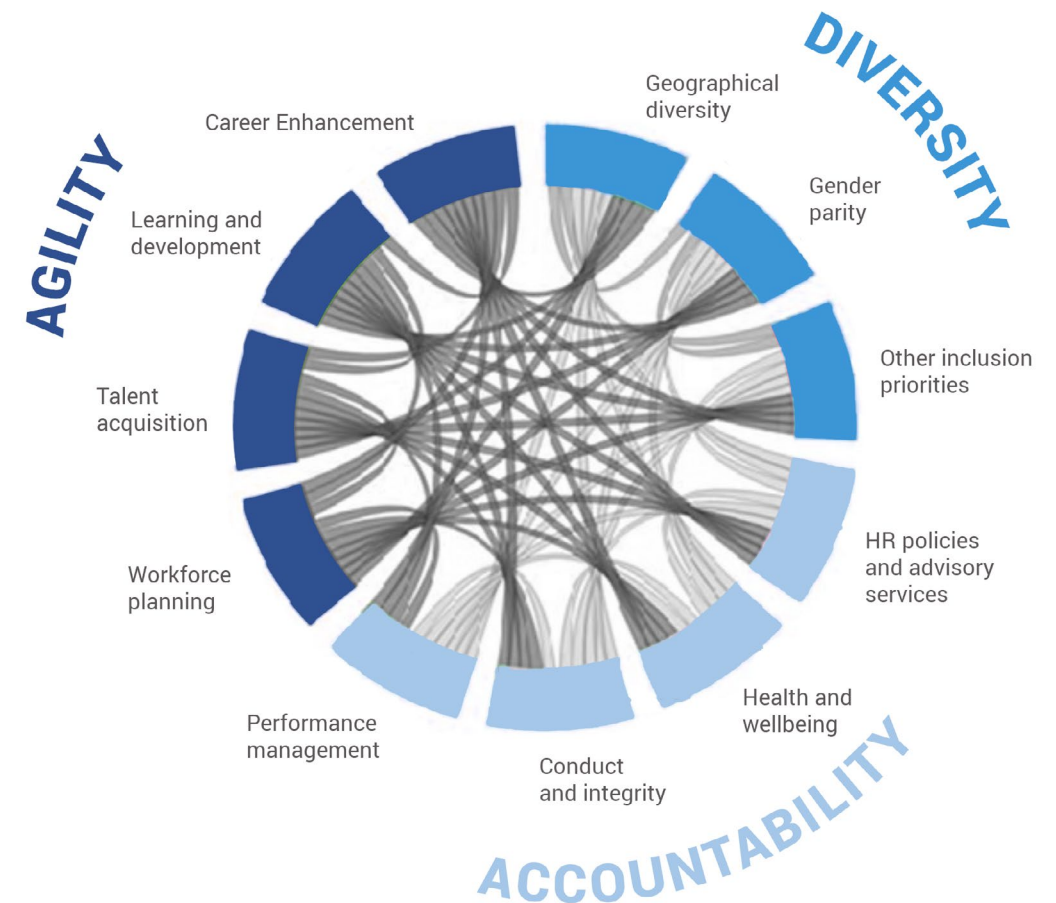 DIVERSITY
Geographical
diversity
Gender
parity
Other inclusion
priorities
HR policies
and advisory
services
Health and
wellbeing
ACCOUNTABILITY
Conduct
and integrity
Performance
management
Workforce
planning
Talent
acquisition
Learning and
development
Career Enhancement
AGILITY